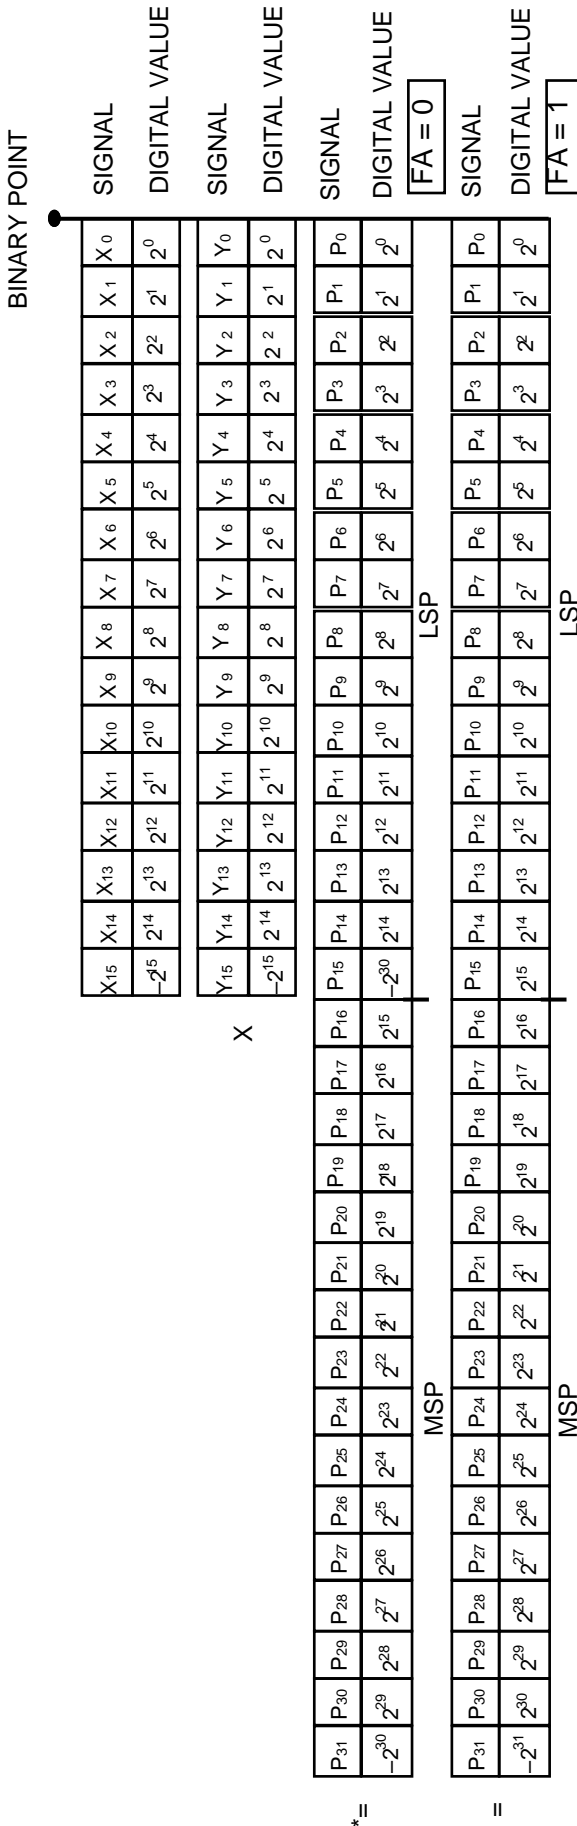 BINARY POINT
X15 X14 X13 X12 X11 X10 X9 X8 X7 X6 X5 X4 X3 X2 X1 X0 SIGNAL
–2^15 2^14 2^13 2^12 2^11 2^10 2^9 2^8 2^7 2^6 2^5 2^4 2^3 2^2 2^1 2^0 DIGITAL VALUE
X Y15 Y14 Y13 Y12 Y11 Y10 Y9 Y8 Y7 Y6 Y5 Y4 Y3 Y2 Y1 Y0 SIGNAL
–2^15 2^14 2^13 2^12 2^11 2^10 2^9 2^8 2^7 2^6 2^5 2^4 2^3 2^2 2^1 2^0 DIGITAL VALUE
*= P31 P30 P29 P28 P27 P26 P25 P24 P23 P22 P21 P20 P19 P18 P17 P16 P15 P14 P13 P12 P11 P10 P9 P8 P7 P6 P5 P4 P3 P2 P1 P0 SIGNAL
–2^30 2^29 2^28 2^27 2^26 2^25 2^24 2^23 2^22 2^21 2^20 2^19 2^18 2^17 2^16 2^15 –2^30 2^14 2^13 2^12 2^11 2^10 2^9 2^8 2^7 2^6 2^5 2^4 2^3 2^2 2^1 2^0 DIGITAL VALUE
MSP LSP FA = 0
= P31 P30 P29 P28 P27 P26 P25 P24 P23 P22 P21 P20 P19 P18 P17 P16 P15 P14 P13 P12 P11 P10 P9 P8 P7 P6 P5 P4 P3 P2 P1 P0 SIGNAL
–2^31 2^30 2^29 2^28 2^27 2^26 2^25 2^24 2^23 2^22 2^21 2^20 2^19 2^18 2^17 2^16 2^15 2^14 2^13 2^12 2^11 2^10 2^9 2^8 2^7 2^6 2^5 2^4 2^3 2^2 2^1 2^0 DIGITAL VALUE
MSP LSP FA = 1